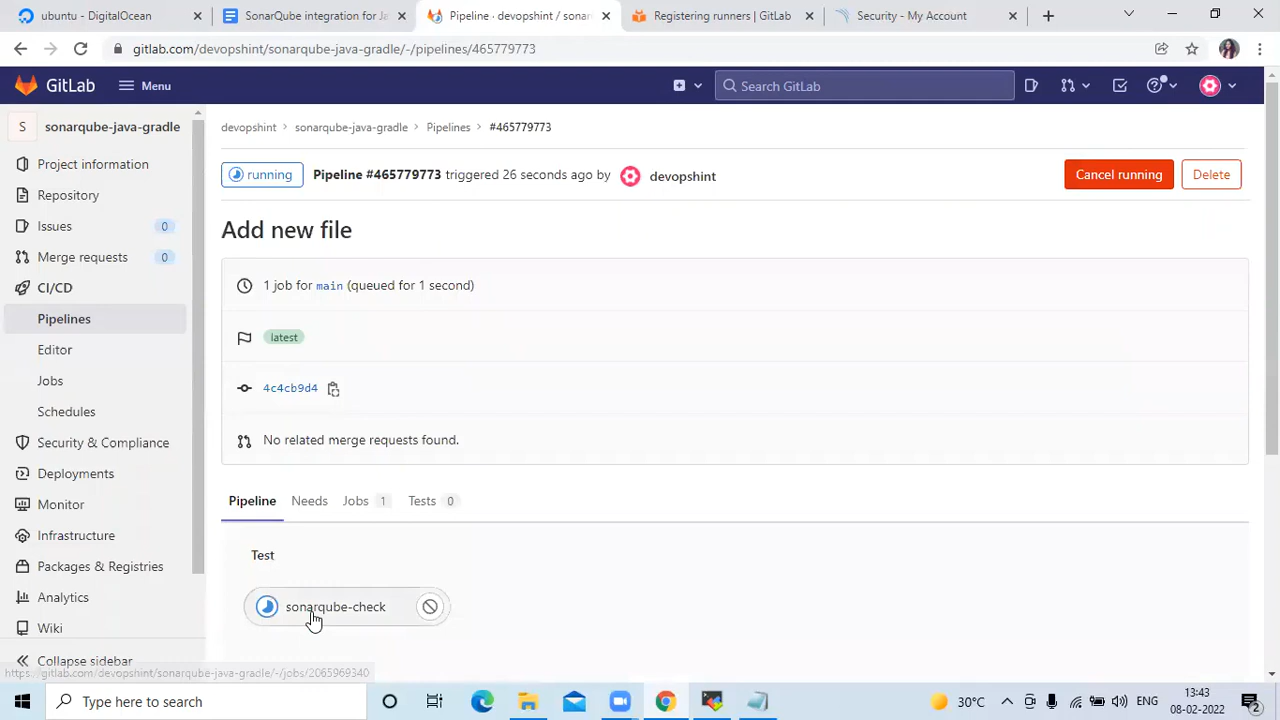 ubuntu - DigitalOcean
SonarQube integration for Ja
Pipeline · devopshint / sonar
Registering runners | GitLab
Security - My account
gitlab.com/devopshint/sonarqube-java-gradle/-/pipelines/465779773
GitLab
Menu
Search GitLab
S
sonarqube-java-gradle
Project information
Repository
Issues 0
Merge requests 0
CI/CD
Pipelines
Editor
Jobs
Schedules
Security & Compliance
Deployments
Monitor
Infrastructure
Packages & Registries
Analytics
Wiki
Collapse sidebar
devopshint > sonarqube-java-gradle > Pipelines > #465779773
running Pipeline #465779773 triggered 26 seconds ago by devopshint
Cancel running
Delete
Add new file
1 job for main (queued for 1 second)
latest
4c4cb9d4
No related merge requests found.
Pipeline Needs Jobs 1 Tests 0
Test
sonarqube-check
https://gitlab.com/devopshint/sonarqube-java-gradle/-/jobs/2065969340
Type here to search
30°C
ENG
13:43
08-02-2022
2